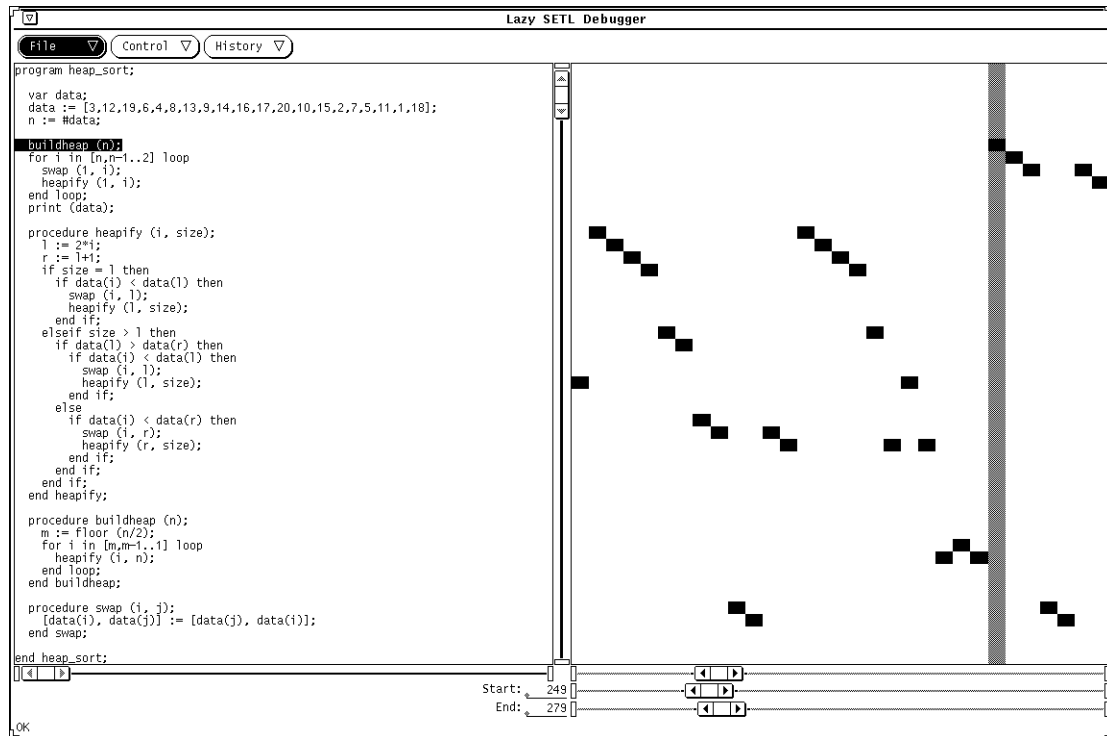 Lazy SETL Debugger
File Control History
program heap_sort;
var data;
data := [3,12,19,6,4,8,13,9,14,16,17,20,10,15,2,7,5,11,1,18];
n := #data;
buildheap (n);
for i in [n,n-1..2] loop
swap (1, i);
heapify (1, i);
end loop;
print (data);
procedure heapify (i, size);
l := 2*i;
r := l+1;
if size = l then
if data(i) < data(l) then
swap (i, l);
heapify (l, size);
end if;
elseif size > l then
if data(l) > data(r) then
if data(i) < data(l) then
swap (i, l);
heapify (l, size);
end if;
else
if data(i) < data(r) then
swap (i, r);
heapify (r, size);
end if;
end if;
end if;
end heapify;
procedure buildheap (n);
m := floor (n/2);
for i in [m,m-1..1] loop
heapify (i, n);
end loop;
end buildheap;
procedure swap (i, j);
[data(i), data(j)] := [data(j), data(i)];
end swap;
end heap_sort;
Start: 249
End: 279
OK